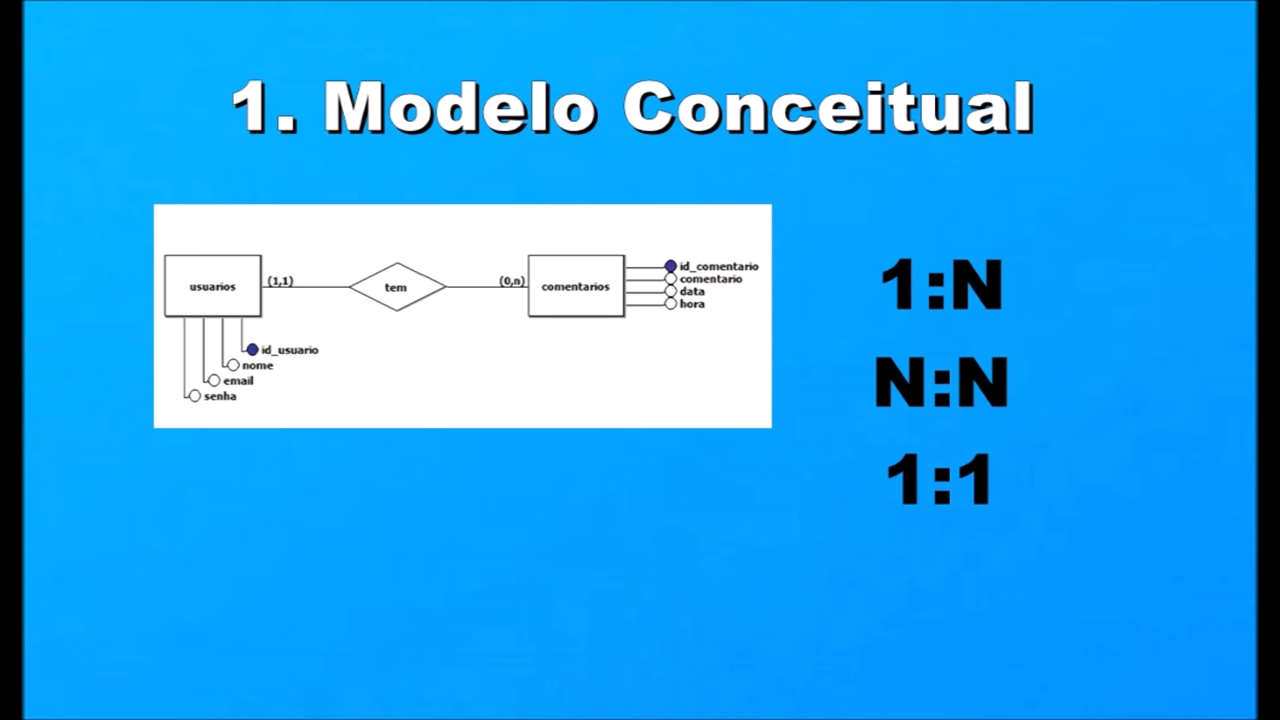 1. Modelo Conceitual
usuarios
(1,1)
tem
(0,n)
comentarios
id_comentario
comentario
data
hora
id_usuario
nome
email
senha
1:N
N:N
1:1